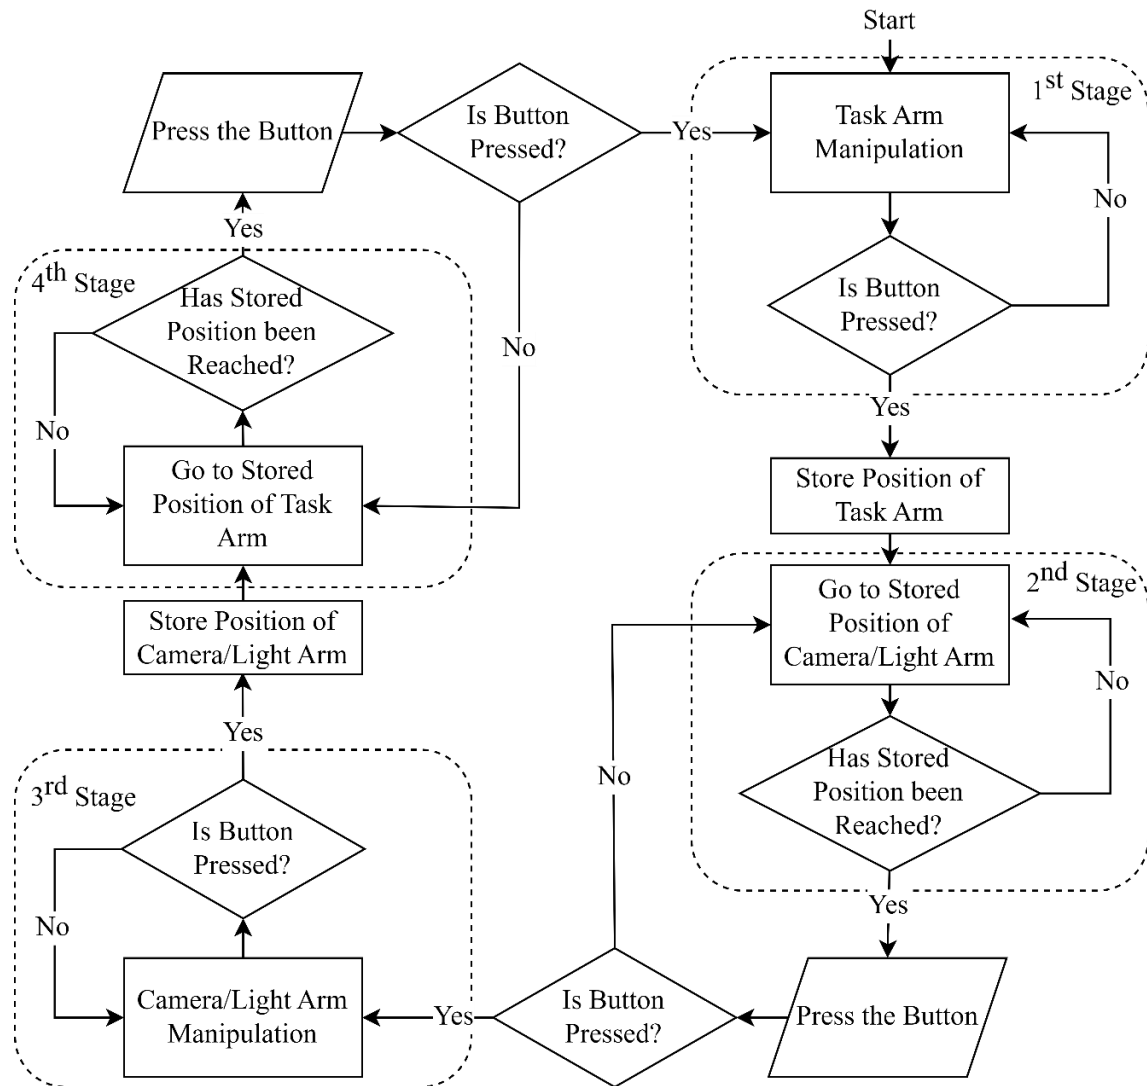 Start
1st Stage
Task Arm
Manipulation
No
Is Button
Pressed?
Yes
Store Position of
Task Arm
2nd Stage
Go to Stored
Position of
Camera/Light Arm
No
Has Stored
Position been
Reached?
Yes
Press the Button
Is Button
Pressed?
No
Yes
3rd Stage
Camera/Light Arm
Manipulation
Is Button
Pressed?
No
Yes
Store Position of
Camera/Light Arm
4th Stage
Go to Stored
Position of Task
Arm
Has Stored
Position been
Reached?
No
Yes
Press the Button
Is Button
Pressed?
No
Yes